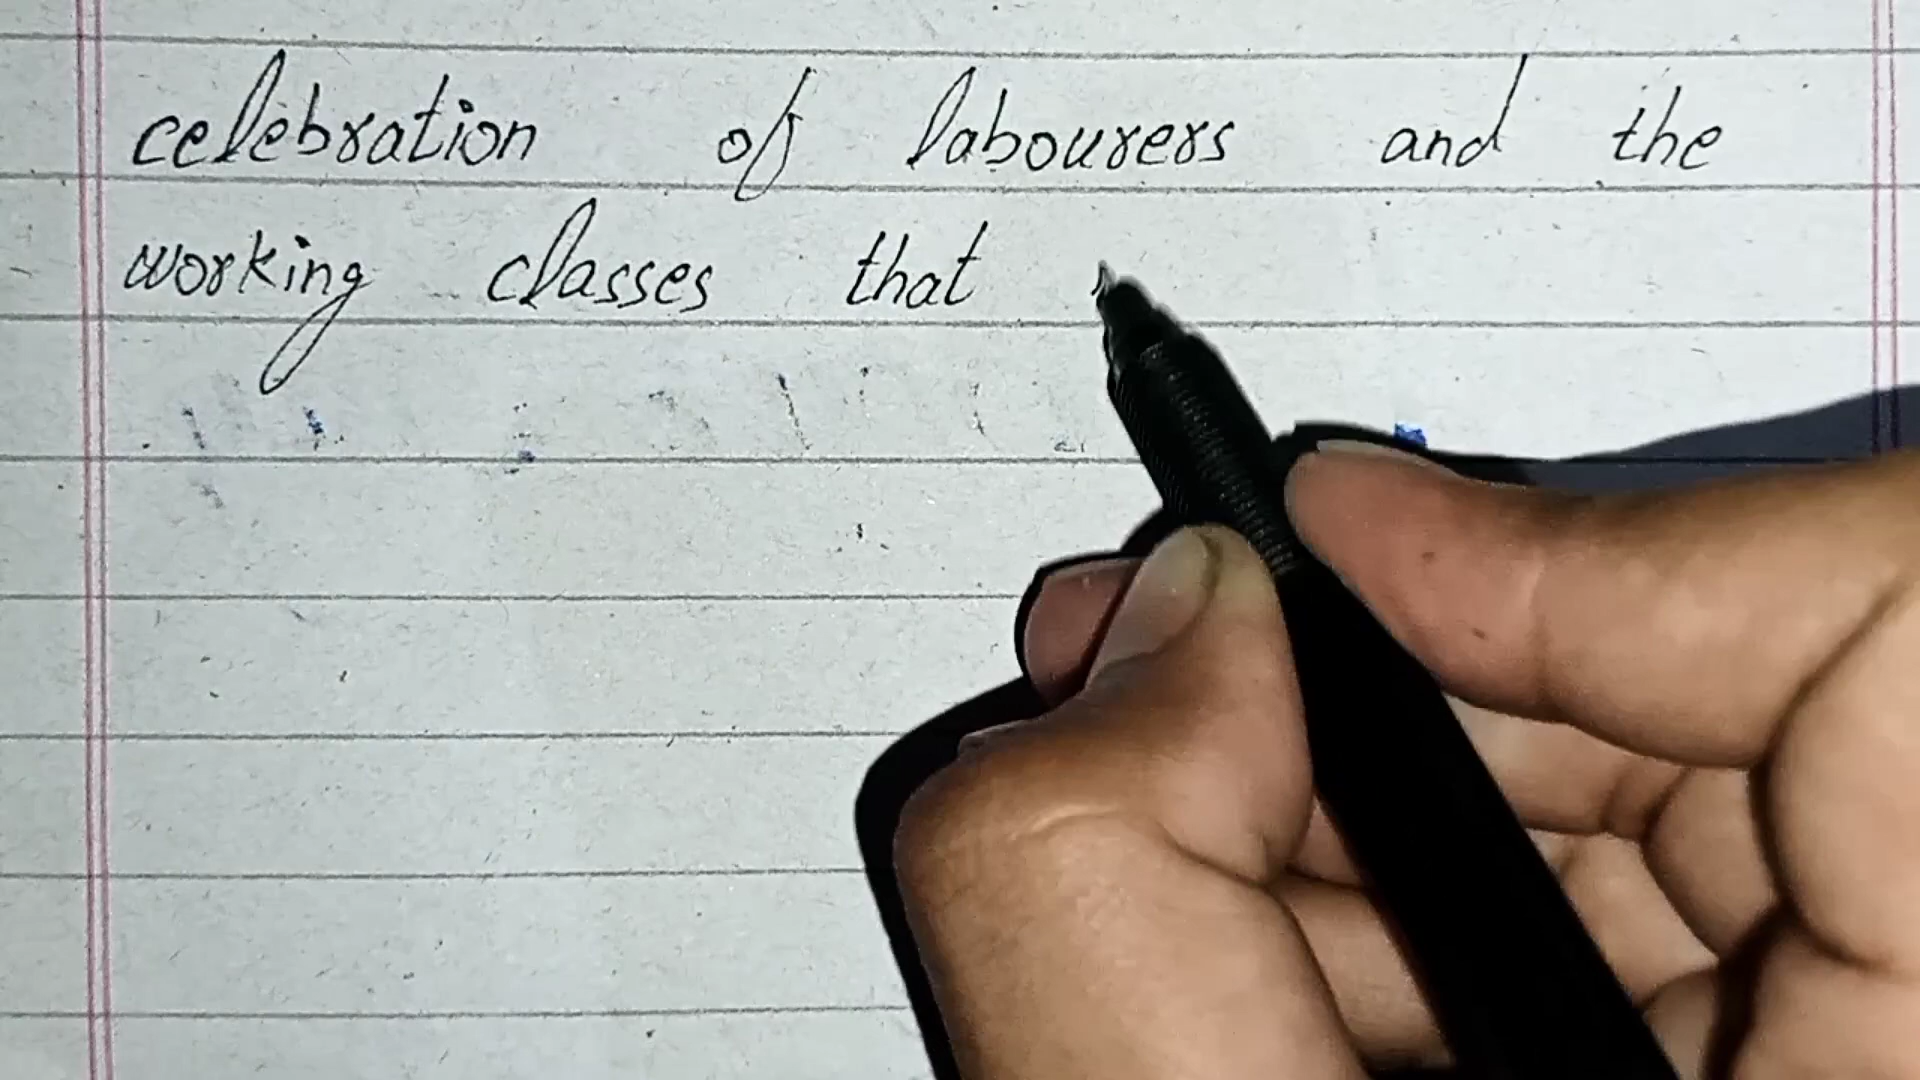 celebration of labourers and the
working classes that